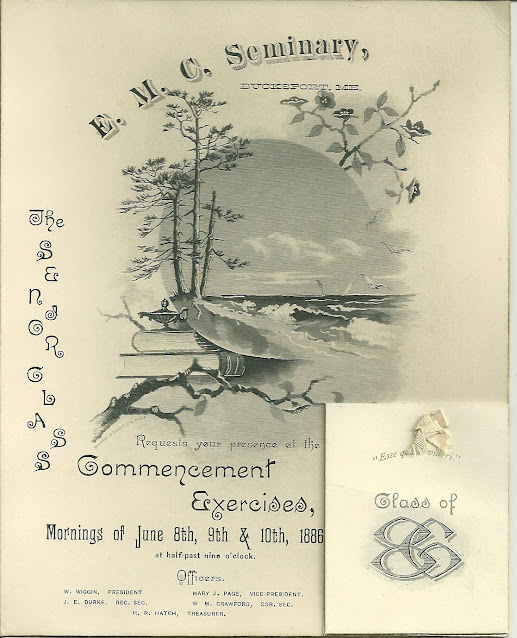 E. M. C. Seminary,
BUCKSPORT, ME.
The
SENIOR CLASS
Requests your presence at the
Commencement
Exercises,
Mornings of June 8th, 9th & 10th, 1886
at half-past nine o'clock.
Officers.
W. WIGGIN, PRESIDENT
MARY J. PAGE, VICE PRESIDENT.
J. E. BURKE, REC. SEC.
W. M. CRAWFORD, COR. SEC.
H. R. HATCH, TREASURER.
"Esse videri."
Class of
86